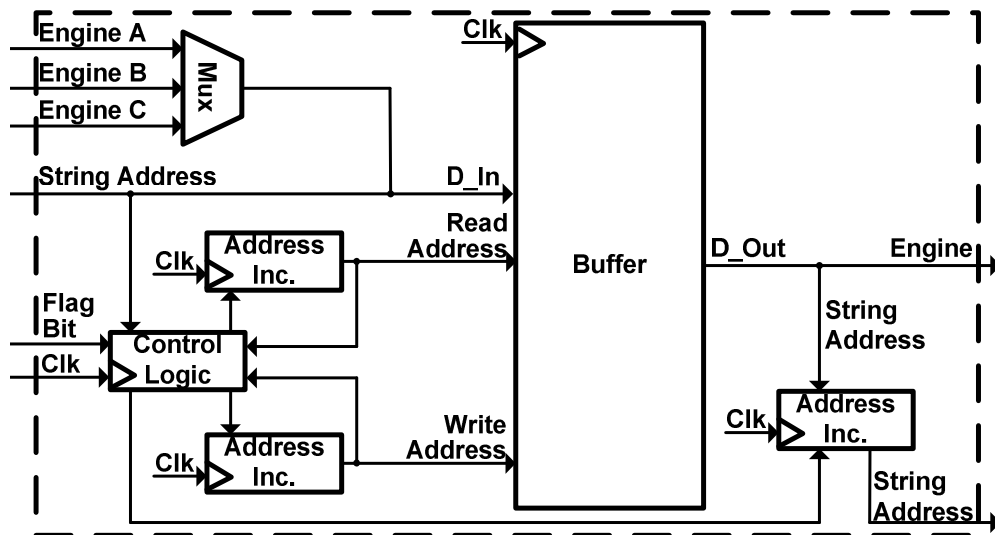 Engine A
Engine B
Engine C
Mux
Clk
String Address
D_In
Read
Address
Clk
Address
Inc.
Buffer
D_Out
Engine
Flag
Bit
Clk
Control
Logic
String
Address
Clk
Address
Inc.
Write
Address
Clk
Address
Inc.
String
Address